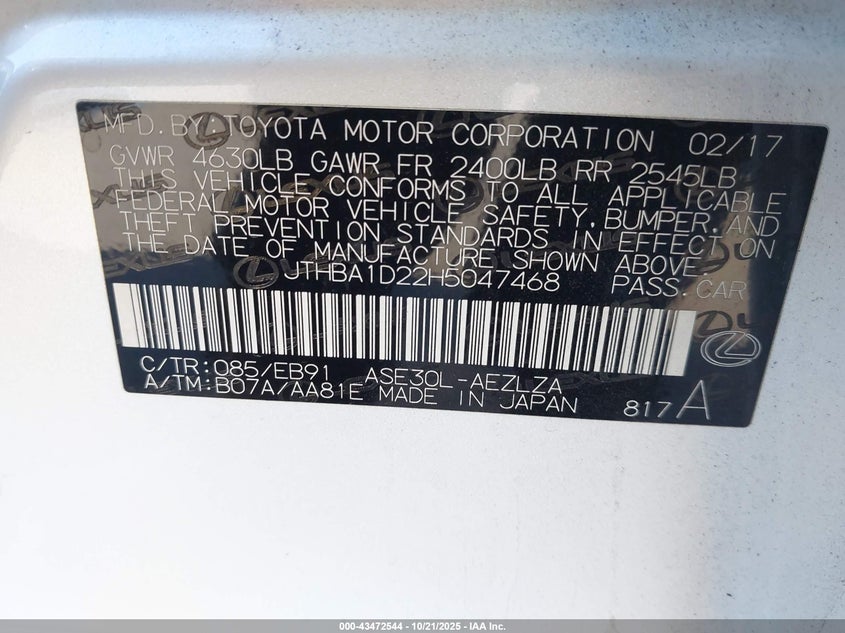 MFD. BY: TOYOTA MOTOR CORPORATION 02/17
GVWR 4630LB GAWR FR 2400LB RR 2545LB
THIS VEHICLE CONFORMS TO ALL APPLICABLE
FEDERAL MOTOR VEHICLE SAFETY, BUMPER, AND
THEFT PREVENTION STANDARDS IN EFFECT ON
THE DATE OF MANUFACTURE SHOWN ABOVE.
JTHBA1D22H5047468 PASS. CAR
C/TR: 085/EB91 ASE30L-AEZLZA
A/TM: B07A/AA81E MADE IN JAPAN 817A
000-43472544 | 10/21/2025 - IAA Inc.